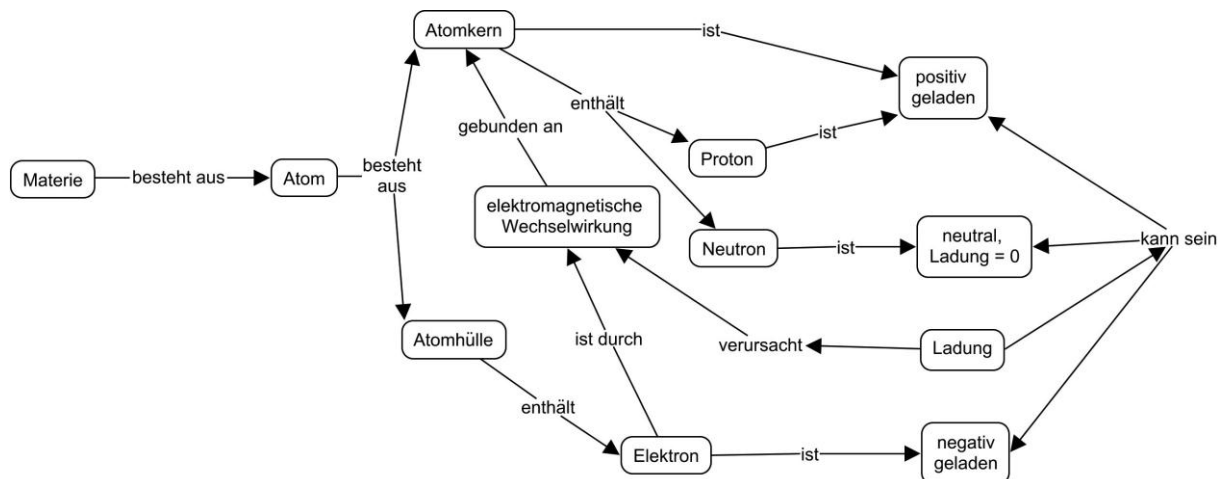 Atomkern
ist
positiv
geladen
enthält
gebunden an
ist
Proton
Materie
besteht aus
Atom
besteht
aus
elektromagnetische
Wechselwirkung
Neutron
ist
neutral,
Ladung = 0
kann sein
Atomhülle
ist durch
verursacht
Ladung
enthält
Elektron
ist
negativ
geladen